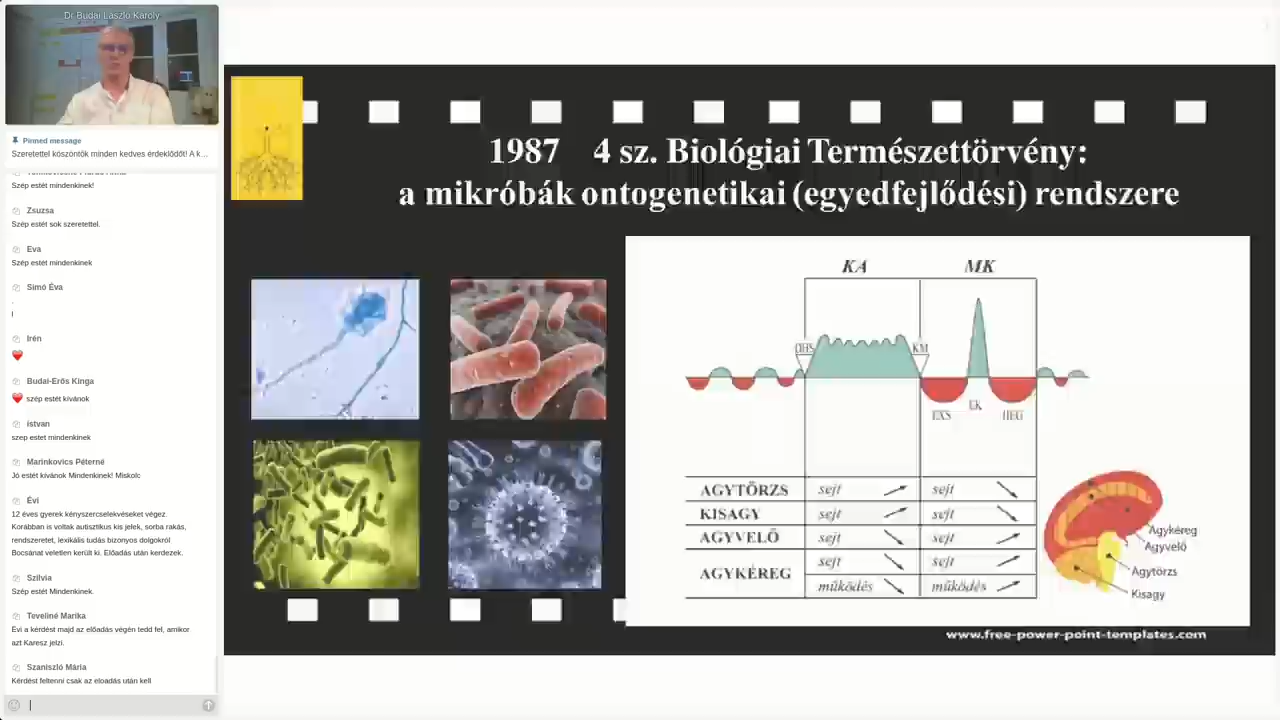 Dr Budai László Károly
Pinned message
Szeretettel köszöntök minden kedves érdeklődőt! A k...
Szép estét mindenkinek!
Zsuzsa
Szép estét sok szeretettel.
Eva
Szép estét mindenkinek
Simó Éva
.
Irén
Budai-Erős Kinga
szép estét kívánok
istvan
szep estet mindenkinek
Marinkovics Péterné
Jó estét kívánok Mindenkinek! Miskolc
Évi
12 éves gyerek kényszercselekvéseket végez.
Korábban is voltak autisztikus kis jelek, sorba rakás,
rendszeretet, lexikális tudás bizonyos dolgokról
Bocsánat veletlen került ki. Előadás után kerdezek.
Szilvia
Szép estét Mindenkinek.
Teveliné Marika
Évi a kérdést majd az előadás végén tedd fel, amikor
azt Karesz jelzi.
Szaniszló Mária
Kérdést feltenni csak az eloadás után kell
1987 4 sz. Biológiai Természettörvény:
a mikróbák ontogenetikai (egyedfejlődési) rendszere
KA MK
DHS KM
EXS EK HEG
AGYTÖRZS sejt sejt
KISAGY sejt sejt
AGYVELŐ sejt sejt
AGYKÉREG sejt sejt
működés működés
Agykéreg
Agyvelő
Agytörzs
Kisagy
www.free-power-point-templates.com